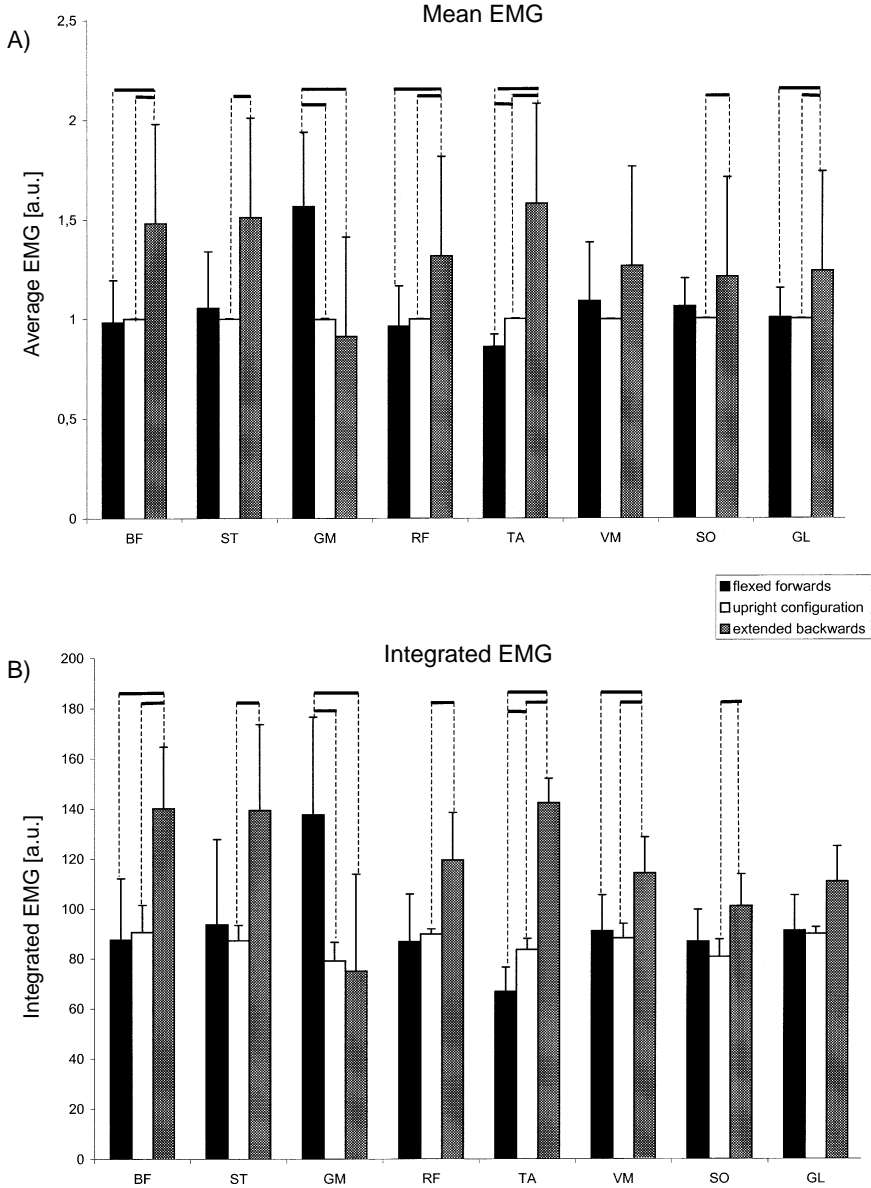 Mean EMG
A)
2,5
2
1,5
1
0,5
0
Average EMG [a.u.]
BF ST GM RF TA VM SO GL
flexed forwards
upright configuration
extended backwards
Integrated EMG
B)
200
180
160
140
120
100
80
60
40
20
0
Integrated EMG [a.u.]
BF ST GM RF TA VM SO GL